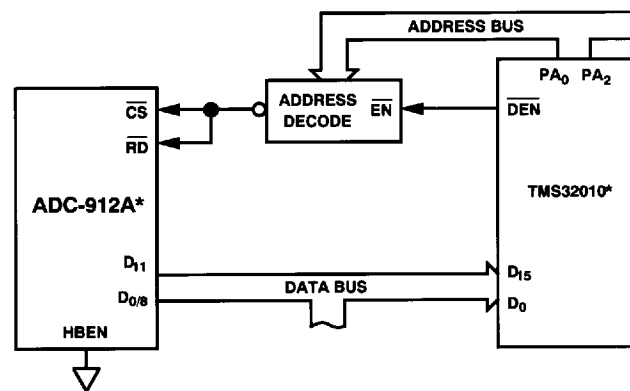 ADDRESS BUS
PA0 PA2
CS
ADDRESS
DECODE
EN
DEN
RD
TMS32010*
ADC-912A*
D11
D15
DATA BUS
D0/8
D0
HBEN